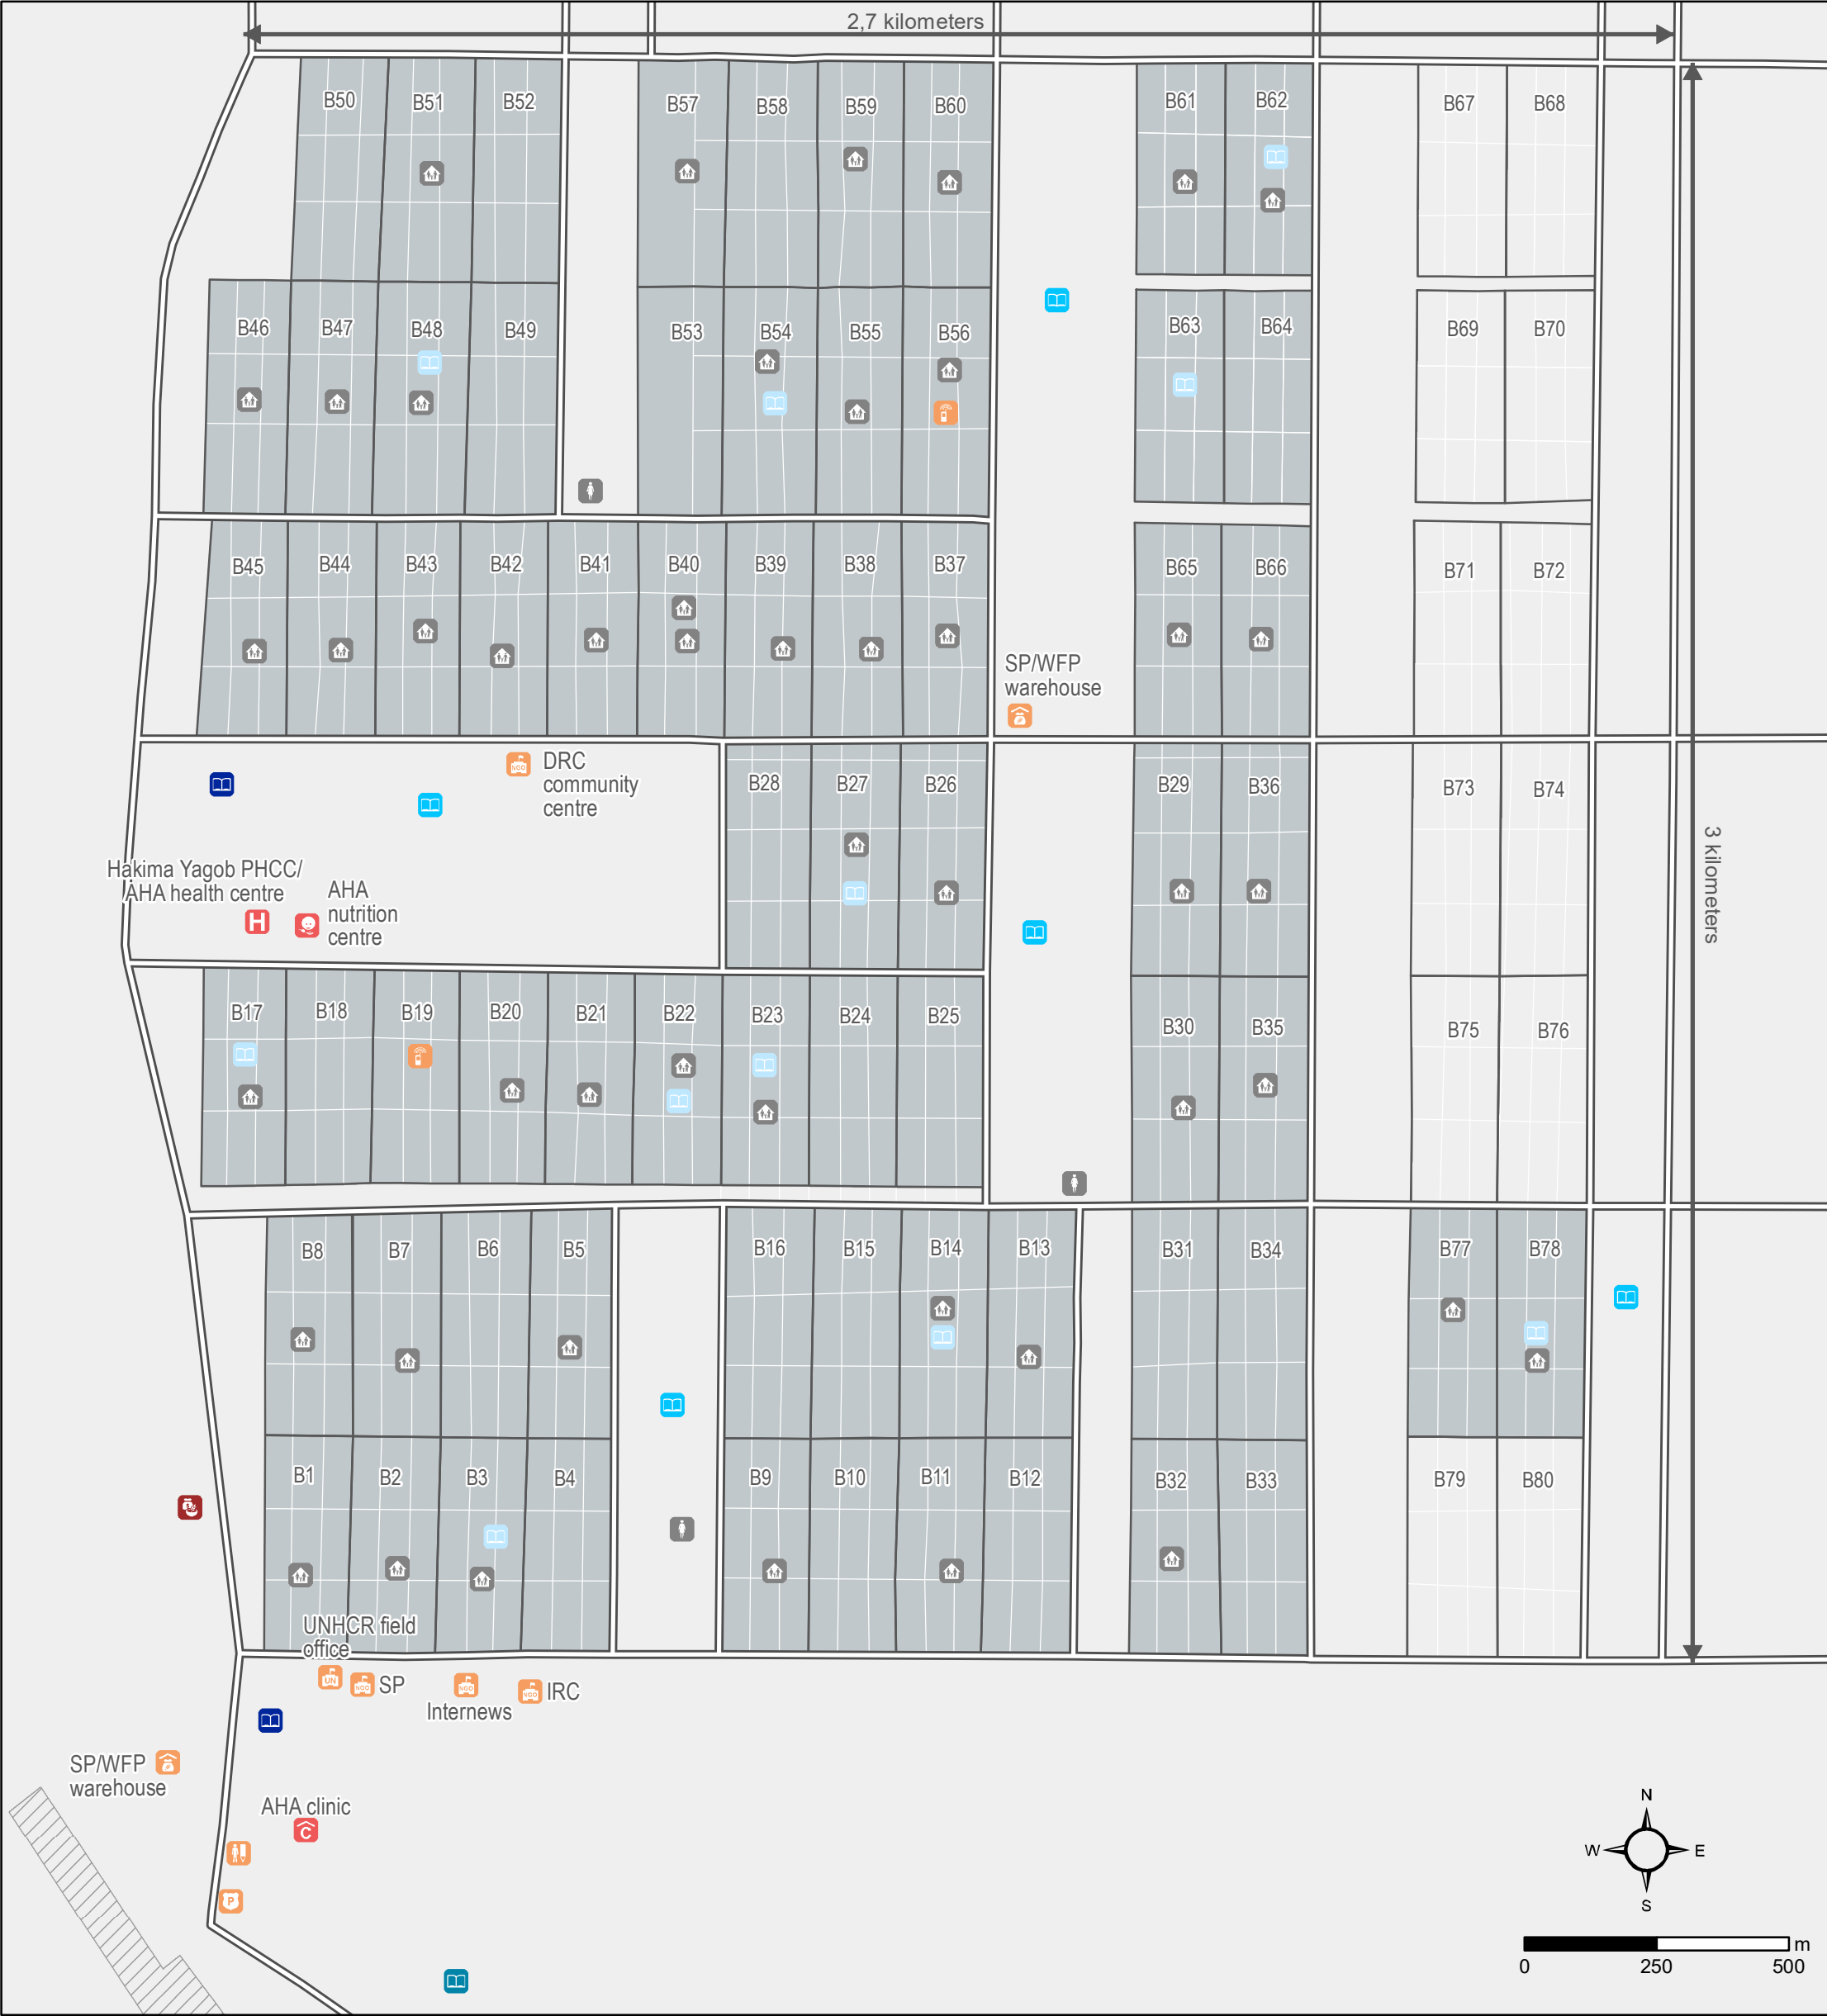 2,7 kilometers
B50
B51
B52
B57
B58
B59
B60
B61
B62
B67
B68
B46
B47
B48
B49
B53
B54
B55
B56
B63
B64
B69
B70
B45
B44
B43
B42
B41
B40
B39
B38
B37
B65
B66
B71
B72
SP/WFP
warehouse
DRC
community
centre
NGO
B28
B27
B26
B29
B36
B73
B74
3 kilometers
Hakima Yagob PHCC/
AHA health centre
H
AHA
nutrition
centre
B17
B18
B19
B20
B21
B22
B23
B24
B25
B30
B35
B75
B76
B8
B7
B6
B5
B16
B15
B14
B13
B31
B34
B77
B78
B1
B2
B3
B4
B9
B10
B11
B12
B32
B33
B79
B80
UNHCR field
office
UN
NGO
SP
NGO
Internews
NGO
IRC
SP/WFP
warehouse
AHA clinic
C
P
N
W
E
S
m
0
250
500